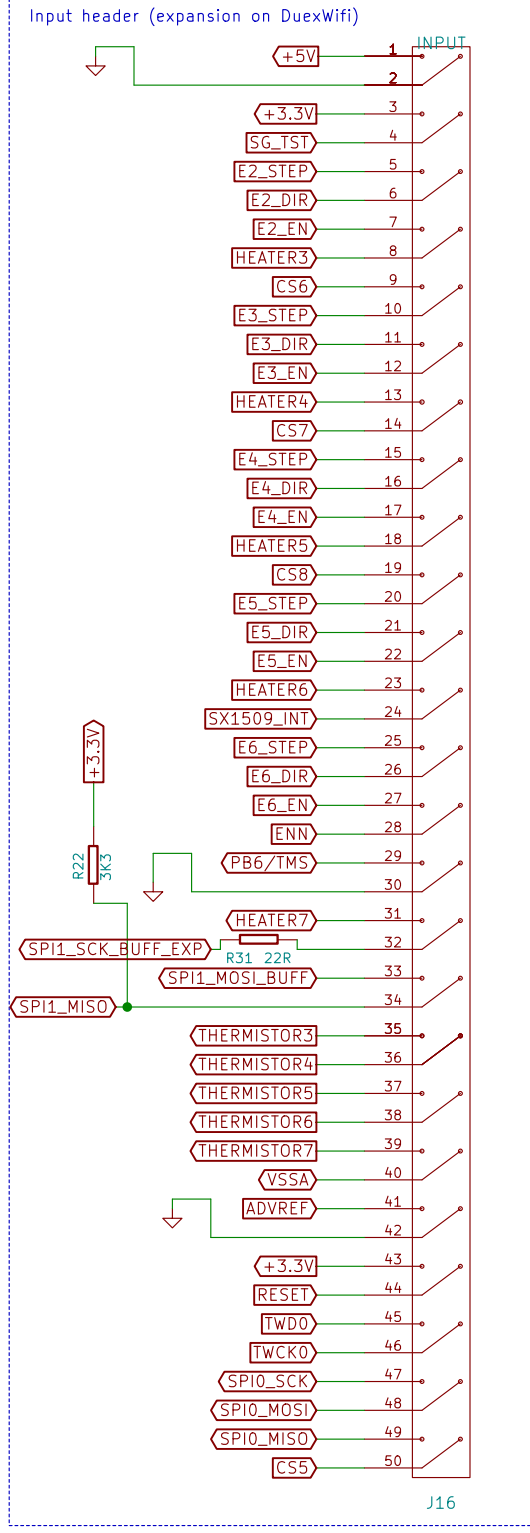 Input header (expansion on DuexWifi)
INPUT
+5V 1
2
+3.3V 3
SG_TST 4
E2_STEP 5
E2_DIR 6
E2_EN 7
HEATER3 8
CS6 9
E3_STEP 10
E3_DIR 11
E3_EN 12
HEATER4 13
CS7 14
E4_STEP 15
E4_DIR 16
E4_EN 17
HEATER5 18
CS8 19
E5_STEP 20
E5_DIR 21
E5_EN 22
HEATER6 23
SX1509_INT 24
+3.3V
E6_STEP 25
E6_DIR 26
E6_EN 27
ENN 28
R22 3K3
PB6/TMS 29
30
HEATER7 31
SPI1_SCK_BUFF_EXP 32
R31 22R
SPI1_MOSI_BUFF 33
SPI1_MISO 34
THERMISTOR3 35
THERMISTOR4 36
THERMISTOR5 37
THERMISTOR6 38
THERMISTOR7 39
VSSA 40
ADVREF 41
42
+3.3V 43
RESET 44
TWD0 45
TWCK0 46
SPI0_SCK 47
SPI0_MOSI 48
SPI0_MISO 49
CS5 50
J16